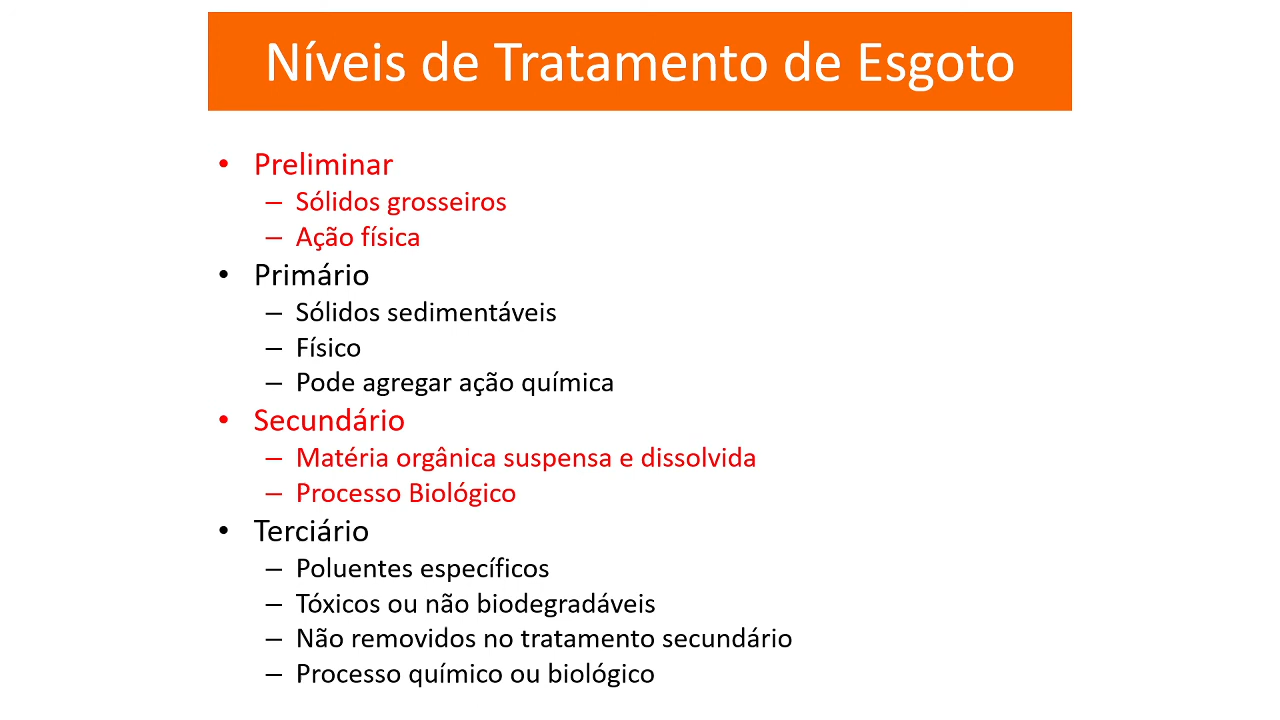 Níveis de Tratamento de Esgoto
• Preliminar
– Sólidos grosseiros
– Ação física
• Primário
– Sólidos sedimentáveis
– Físico
– Pode agregar ação química
• Secundário
– Matéria orgânica suspensa e dissolvida
– Processo Biológico
• Terciário
– Poluentes específicos
– Tóxicos ou não biodegradáveis
– Não removidos no tratamento secundário
– Processo químico ou biológico